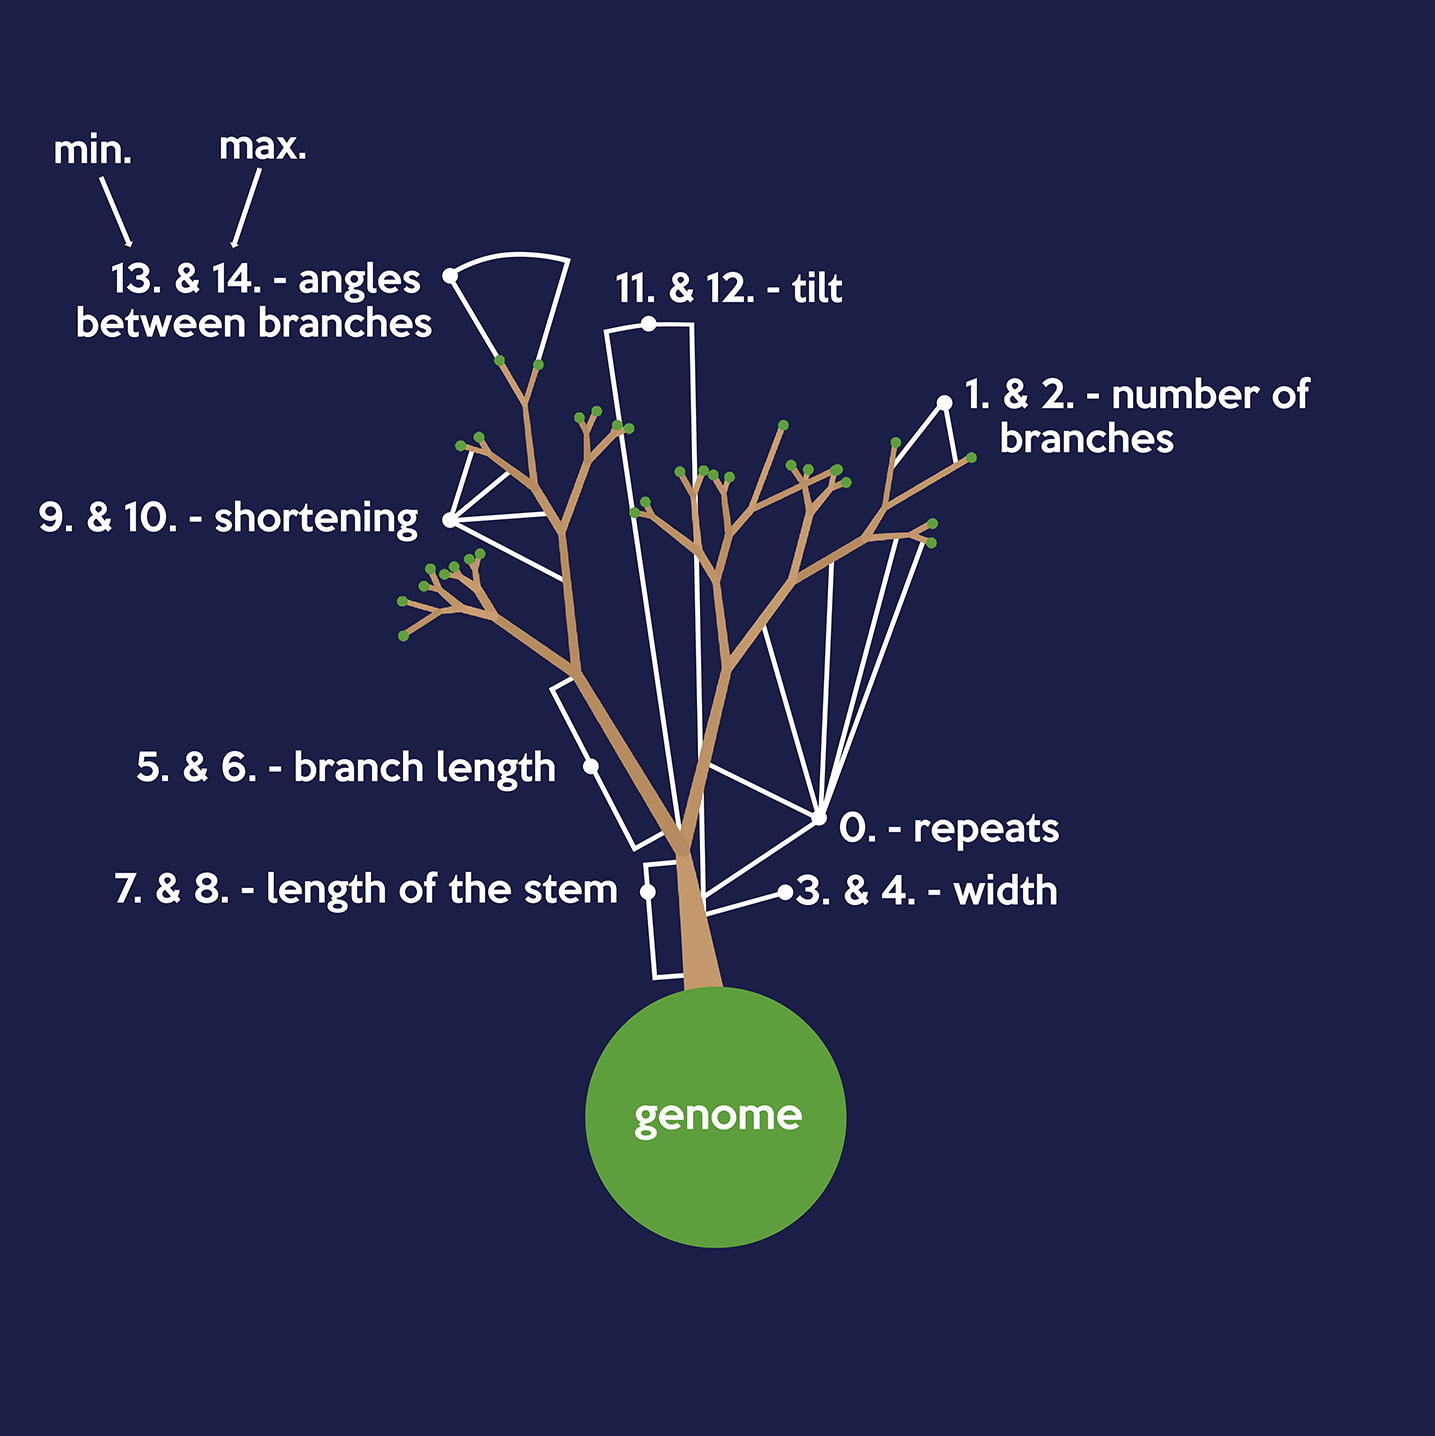 min.
max.
13. & 14. - angles
between branches
11. & 12. - tilt
1. & 2. - number of
branches
9. & 10. - shortening
5. & 6. - branch length
0. - repeats
7. & 8. - length of the stem
3. & 4. - width
genome